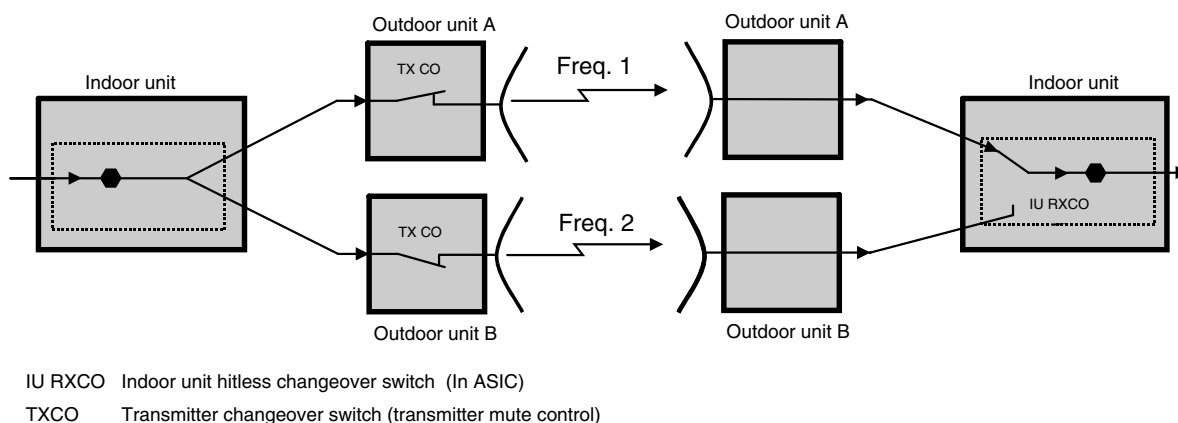 Outdoor unit A
Outdoor unit A
TX CO
Freq. 1
Indoor unit
Indoor unit
TX CO
Freq. 2
IU RXCO
Outdoor unit B
Outdoor unit B
IU RXCO Indoor unit hitless changeover switch (In ASIC)
TXCO Transmitter changeover switch (transmitter mute control)